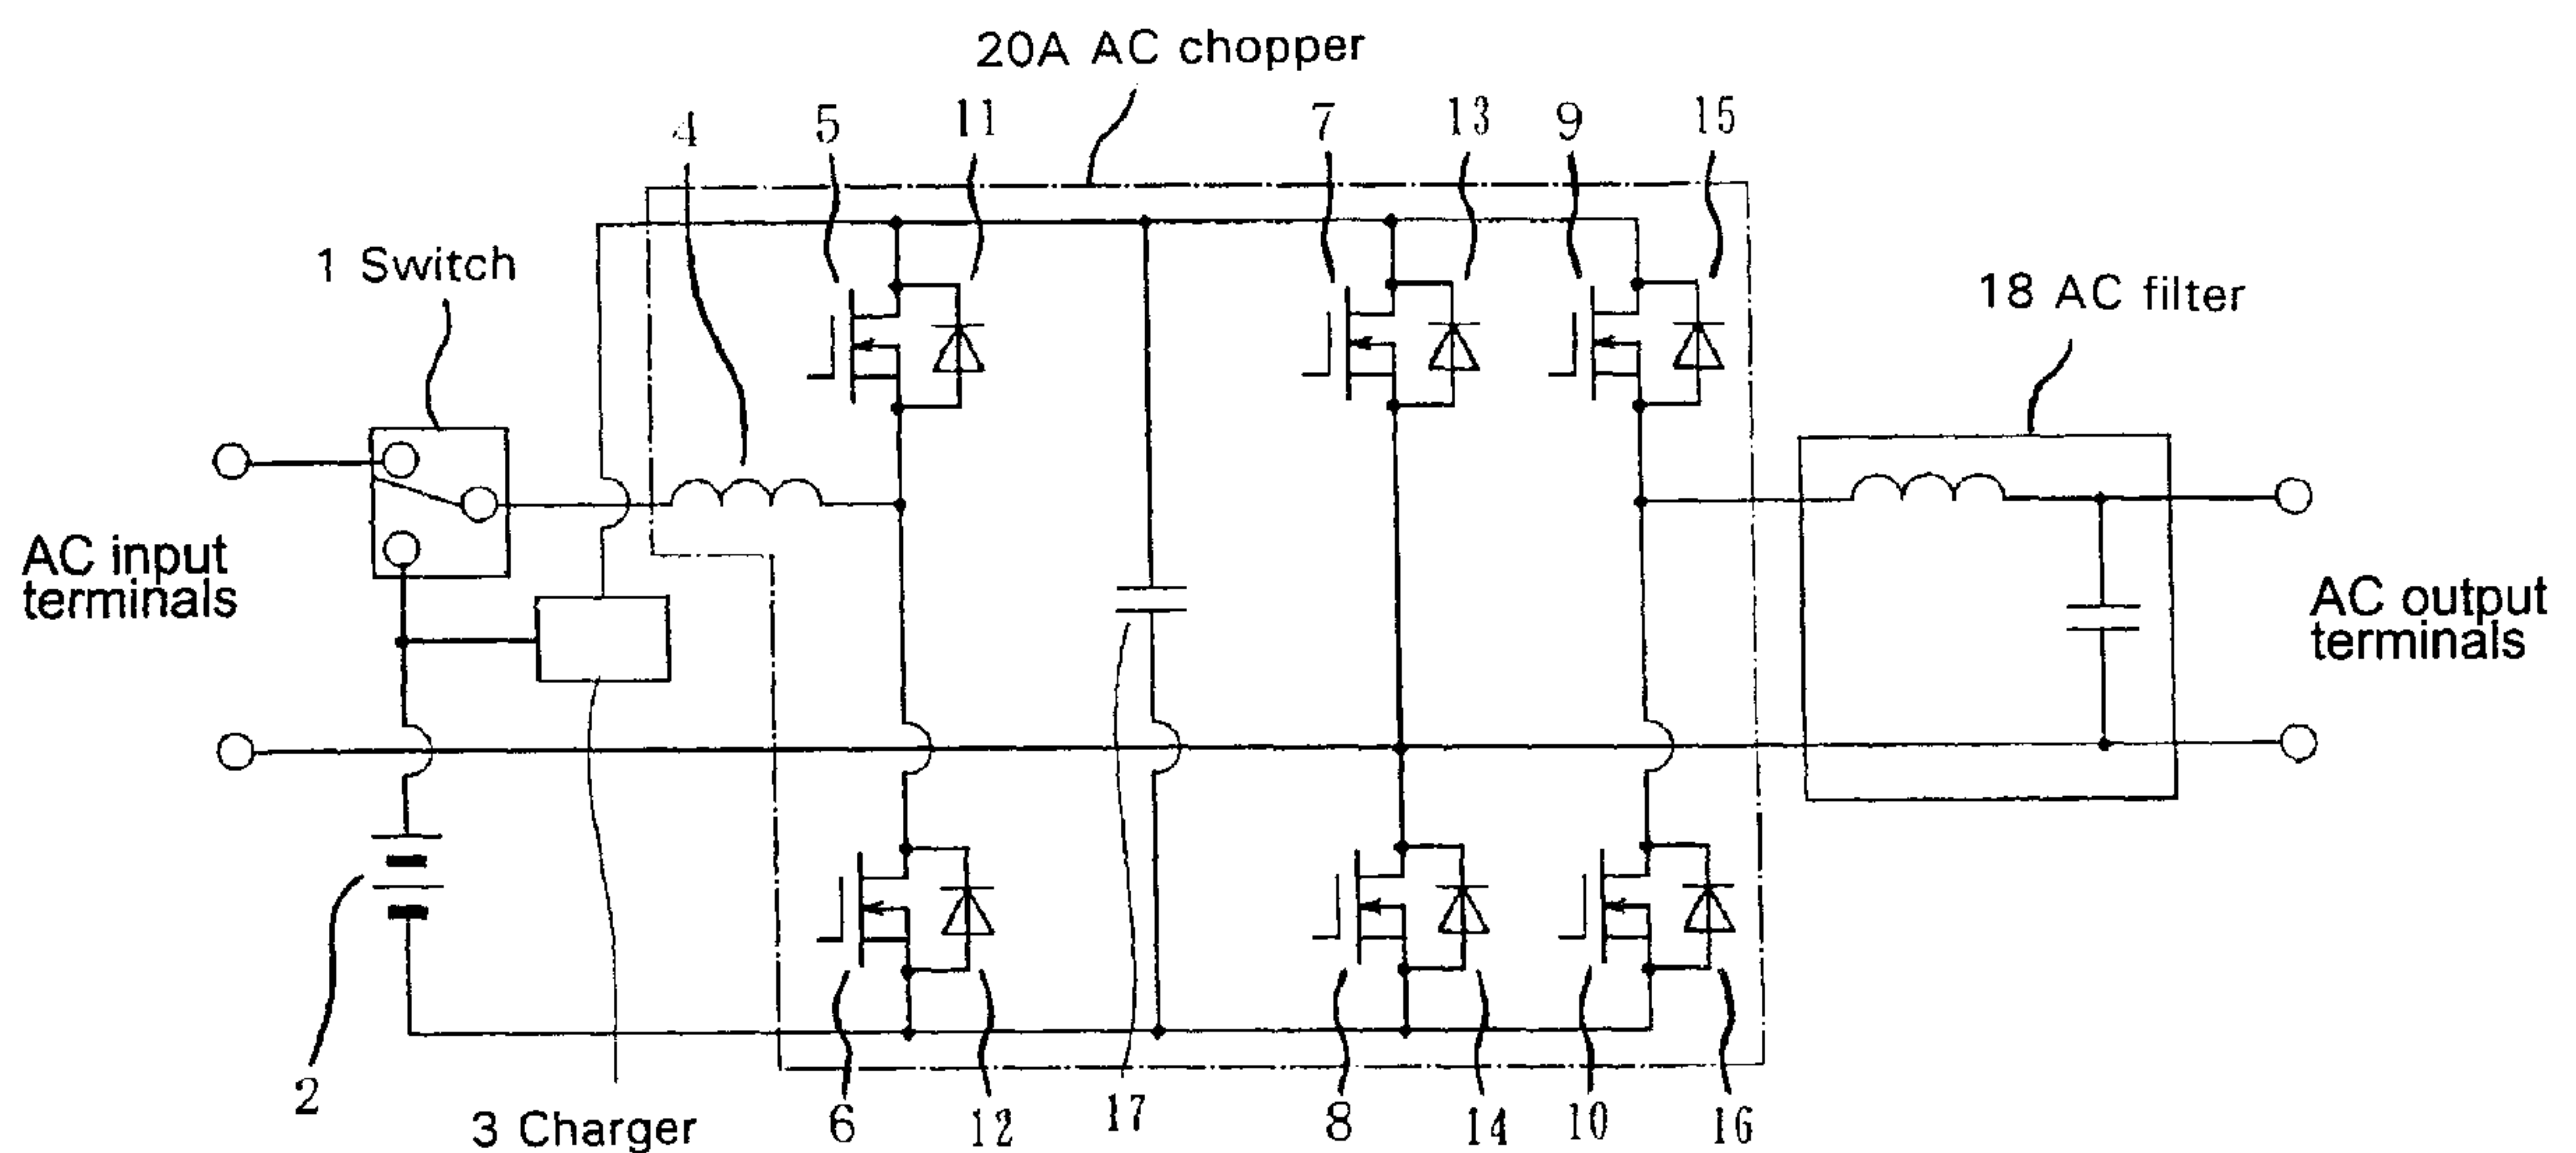 20A AC chopper
4
5
11
7
13
9
15
1 Switch
18 AC filter
AC input
terminals
AC output
terminals
2
3 Charger
6
12
17
8
14
10
16